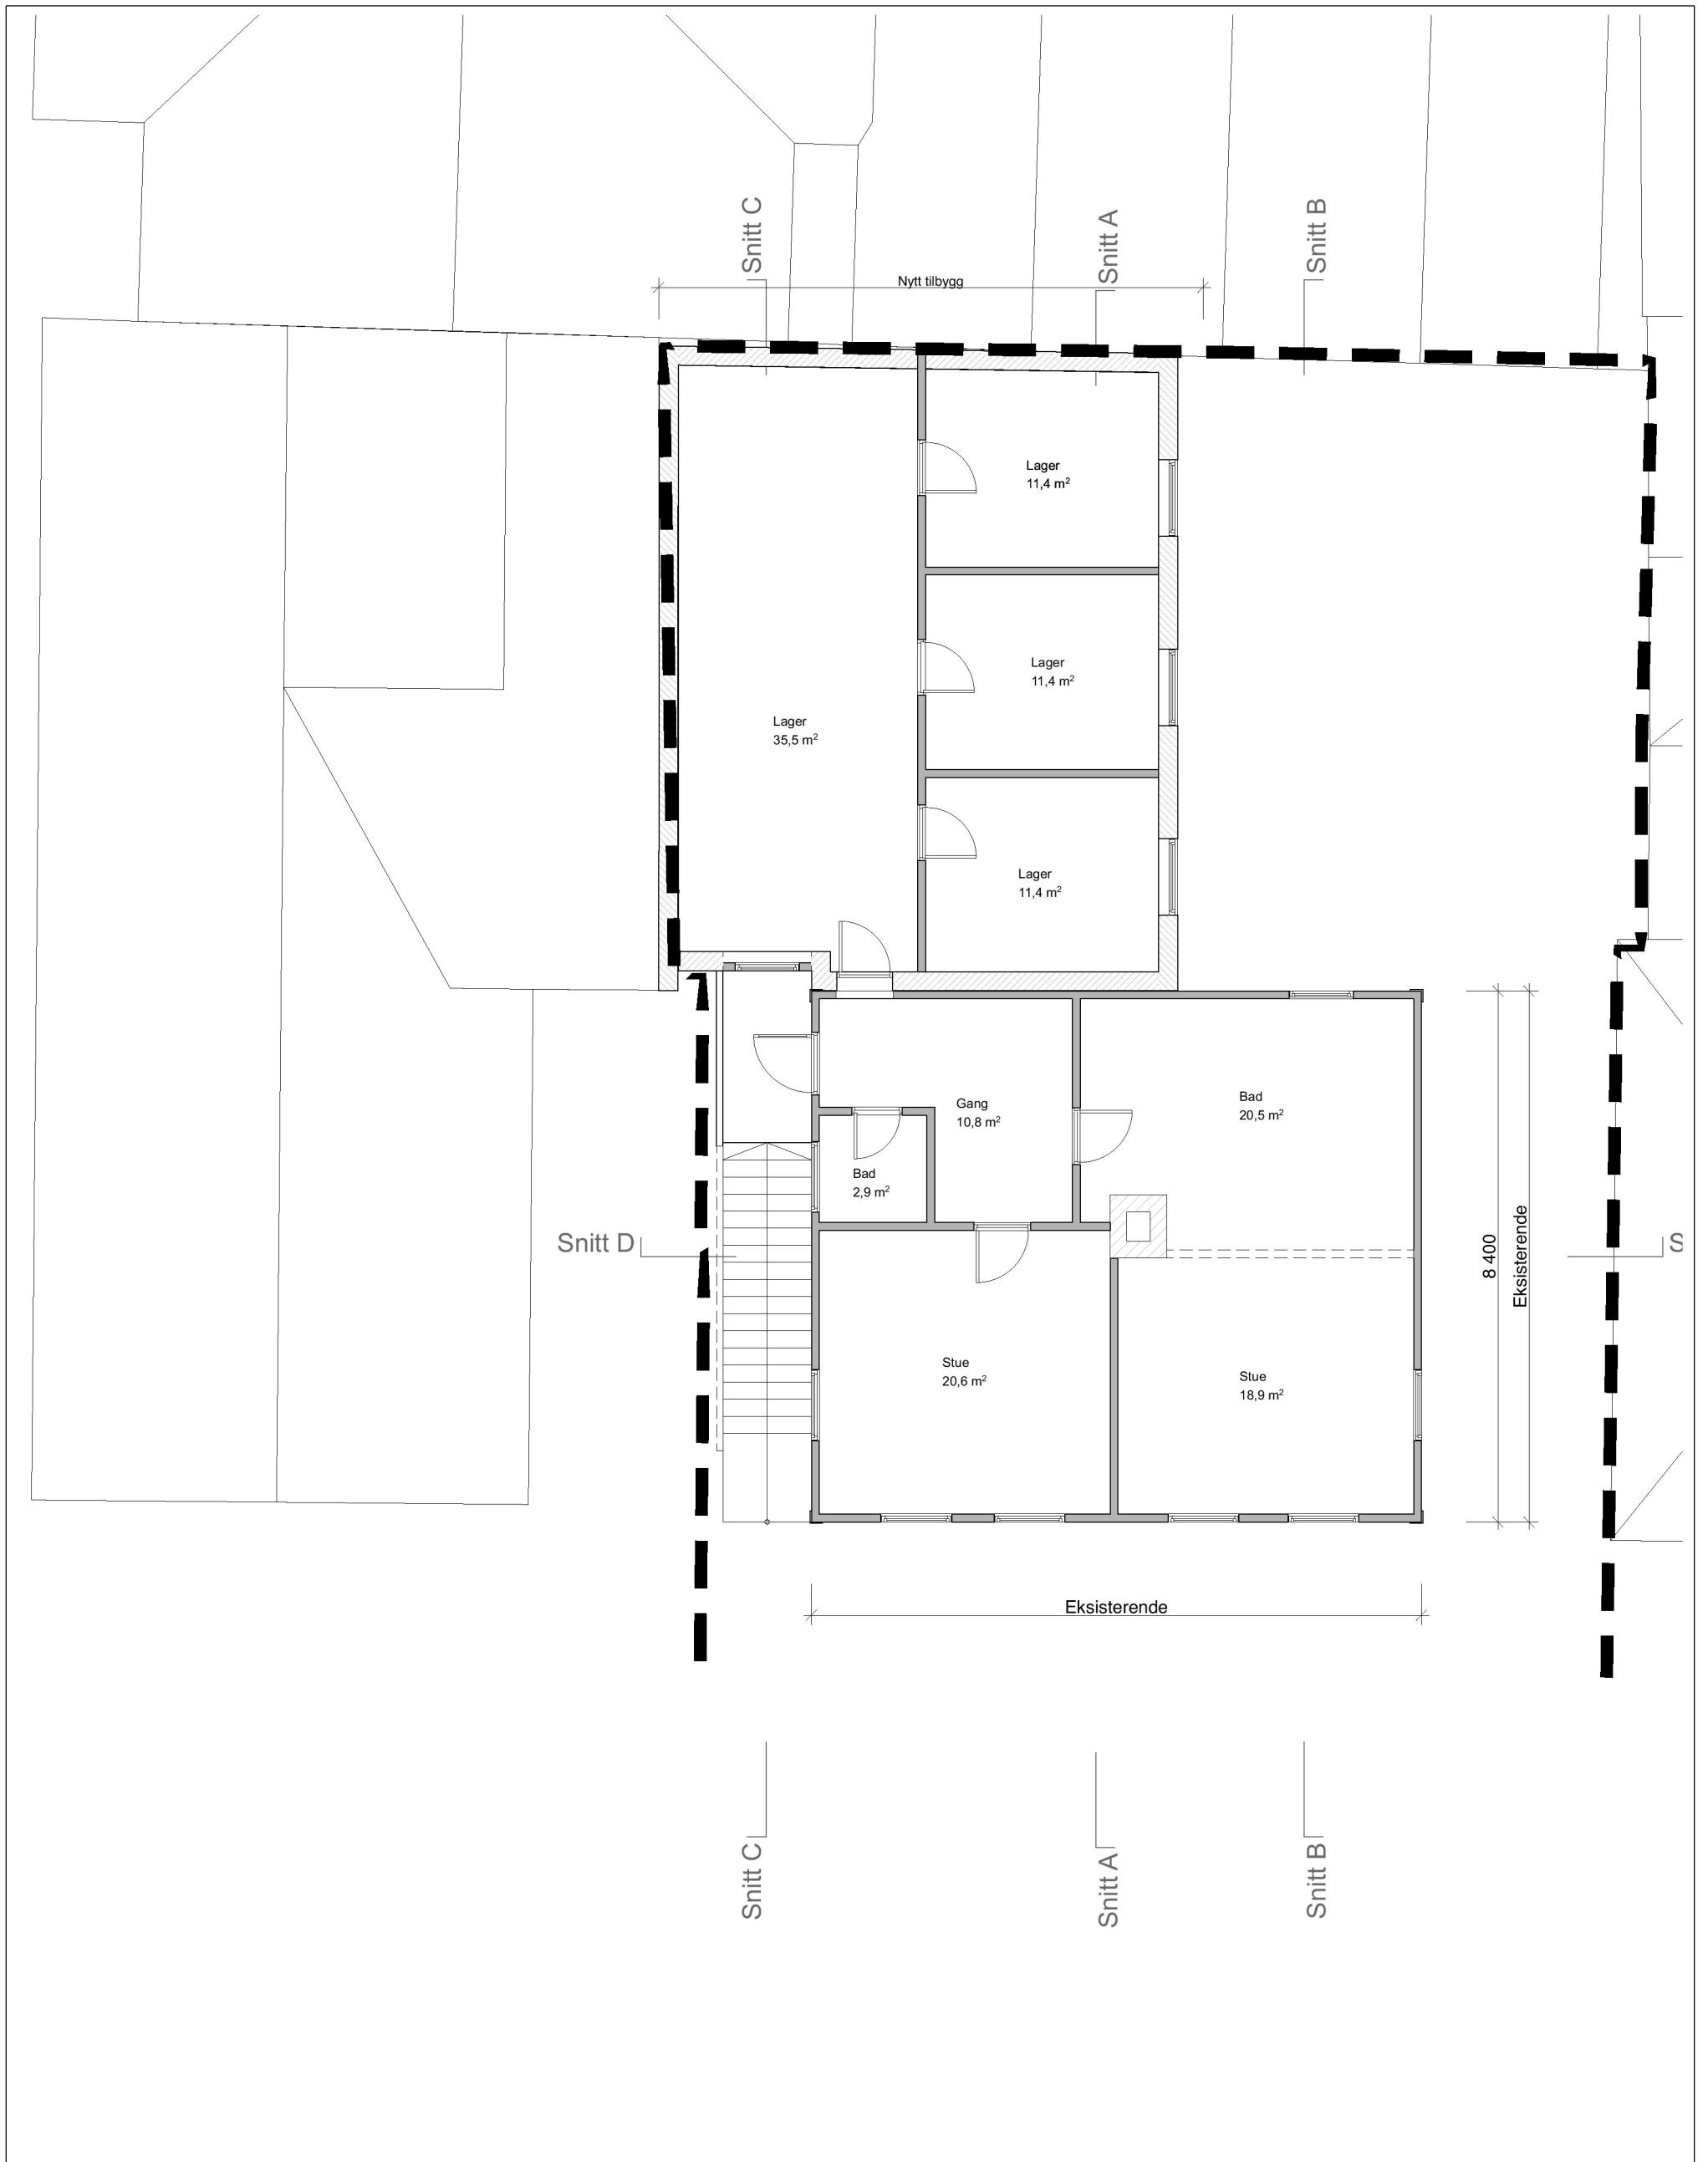 Snitt C
Snitt A
Snitt B
Nytt tilbygg
Lager
11,4 m²
Lager
11,4 m²
Lager
35,5 m²
Lager
11,4 m²
Gang
10,8 m²
Bad
20,5 m²
Bad
2,9 m²
Snitt D
S
8 400
Eksisterende
Stue
20,6 m²
Stue
18,9 m²
Eksisterende
Snitt C
Snitt A
Snitt B